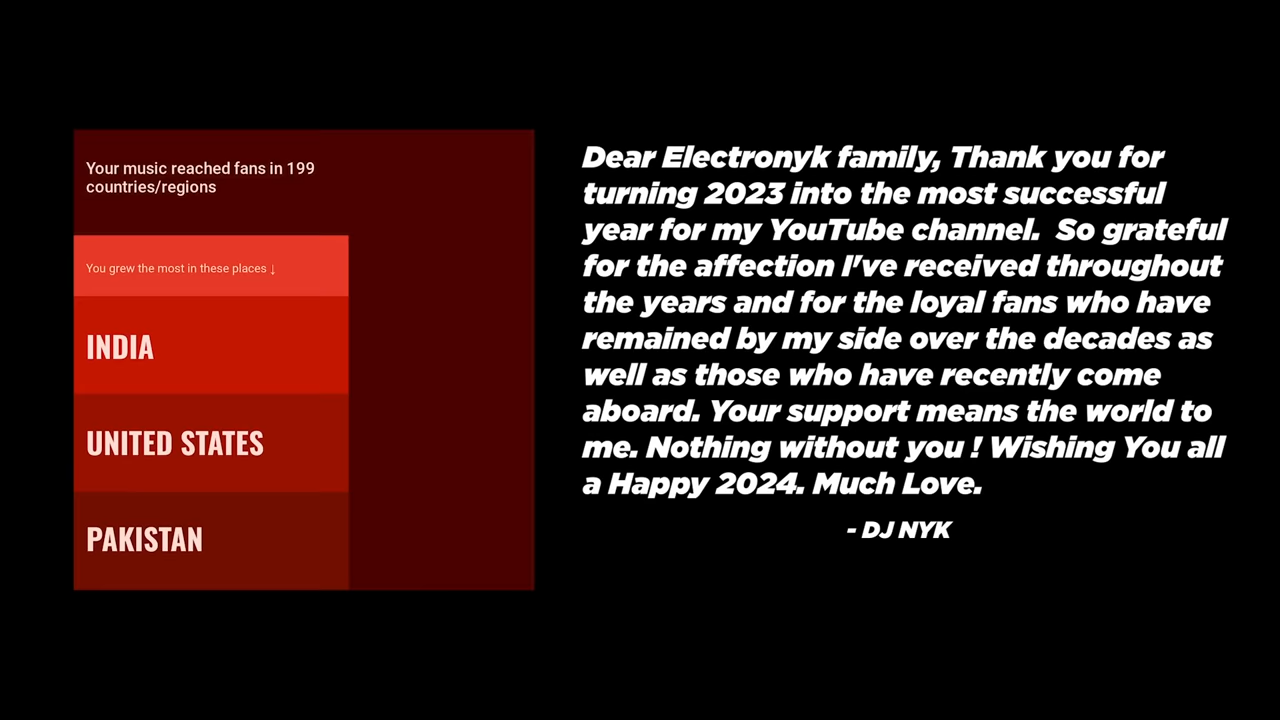 Your music reached fans in 199
countries/regions
You grew the most in these places ↓
INDIA
UNITED STATES
PAKISTAN
Dear Electronyk family, Thank you for
turning 2023 into the most successful
year for my YouTube channel.  So grateful
for the affection I've received throughout
the years and for the loyal fans who have
remained by my side over the decades as
well as those who have recently come
aboard. Your support means the world to
me. Nothing without you ! Wishing You all
a Happy 2024. Much Love.
- DJ NYK